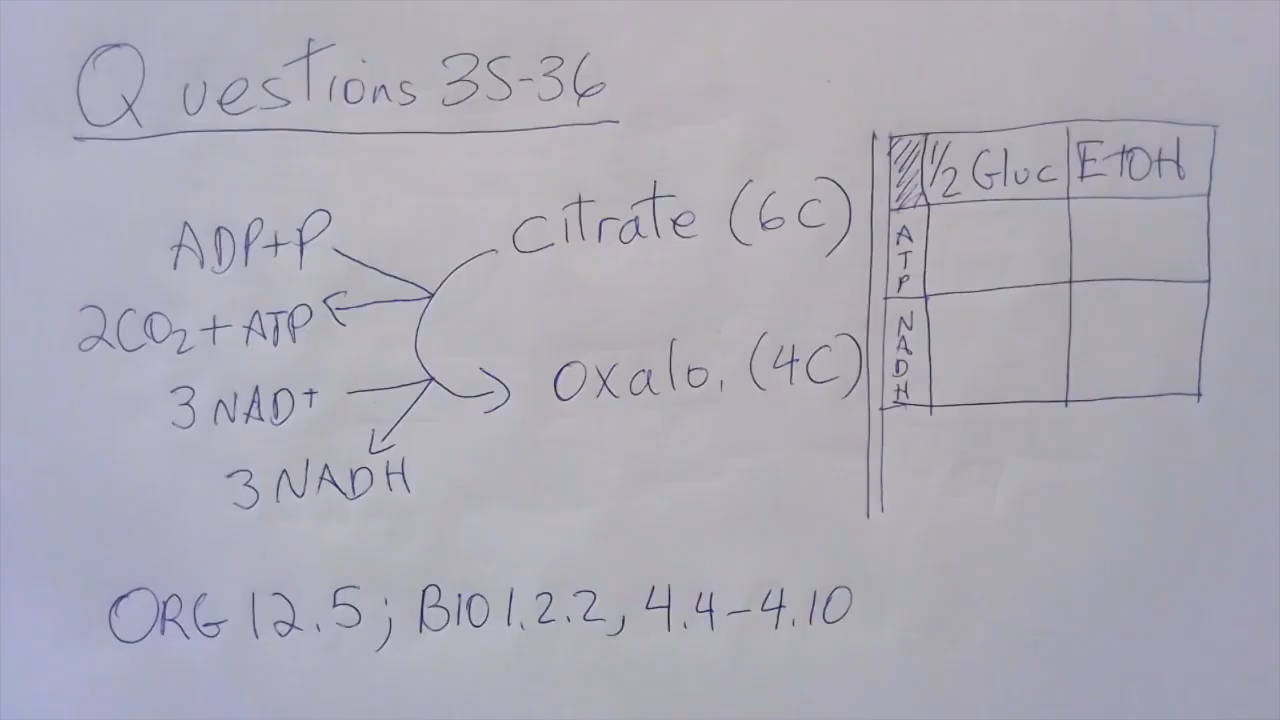 Questions 35-36
ADP+P
Citrate (6C)
2CO2 + ATP
3 NAD+
Oxalo. (4C)
3 NADH
1/2 Gluc EtOH
ATP
NADH
ORG 12.5; BIO 1.2.2, 4.4-4.10